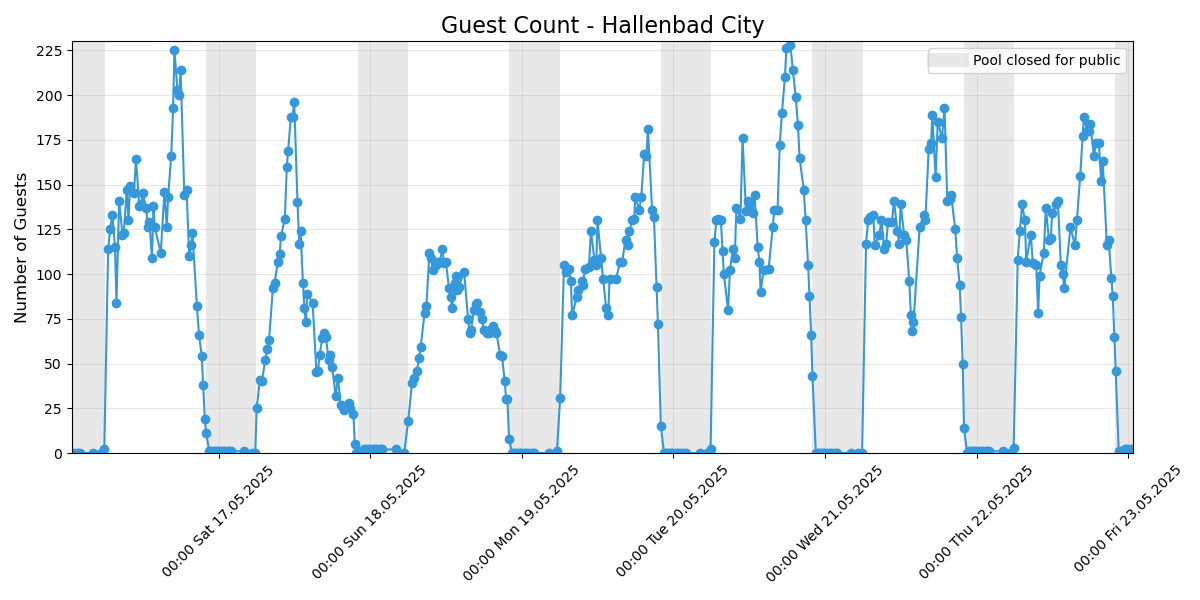 Guest Count - Hallenbad City
Pool closed for public
Number of Guests
225
200
175
150
125
100
75
50
25
0
00:00 Sat 17.05.2025
00:00 Sun 18.05.2025
00:00 Mon 19.05.2025
00:00 Tue 20.05.2025
00:00 Wed 21.05.2025
00:00 Thu 22.05.2025
00:00 Fri 23.05.2025